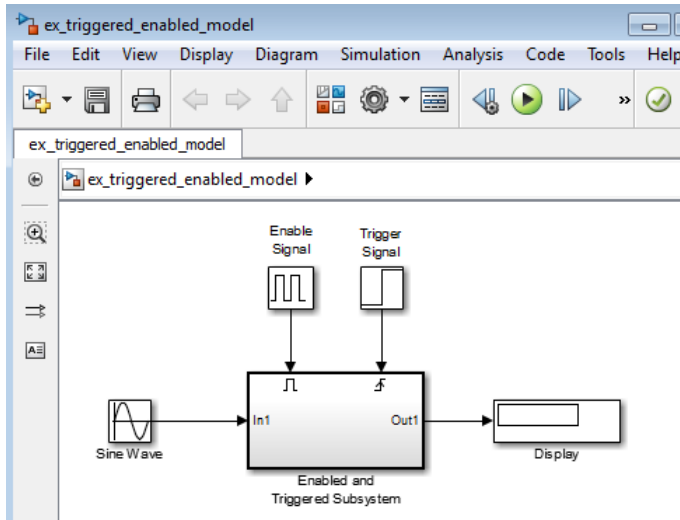 ex_triggered_enabled_model
File Edit View Display Diagram Simulation Analysis Code Tools Help
»
ex_triggered_enabled_model
ex_triggered_enabled_model
Enable
Signal
Trigger
Signal
In1
Out1
Sine Wave
Display
Enabled and
Triggered Subsystem